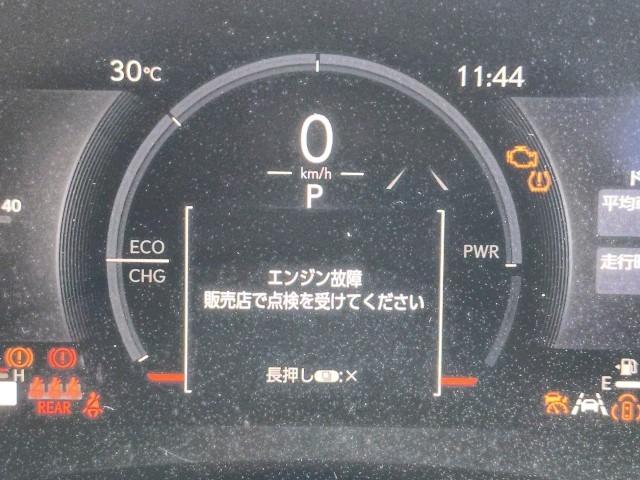 30℃
11:44
0
km/h
P
40
ECO
CHG
PWR
エンジン故障
販売店で点検を受けてください
長押し:×
平均
走行
H
REAR
E